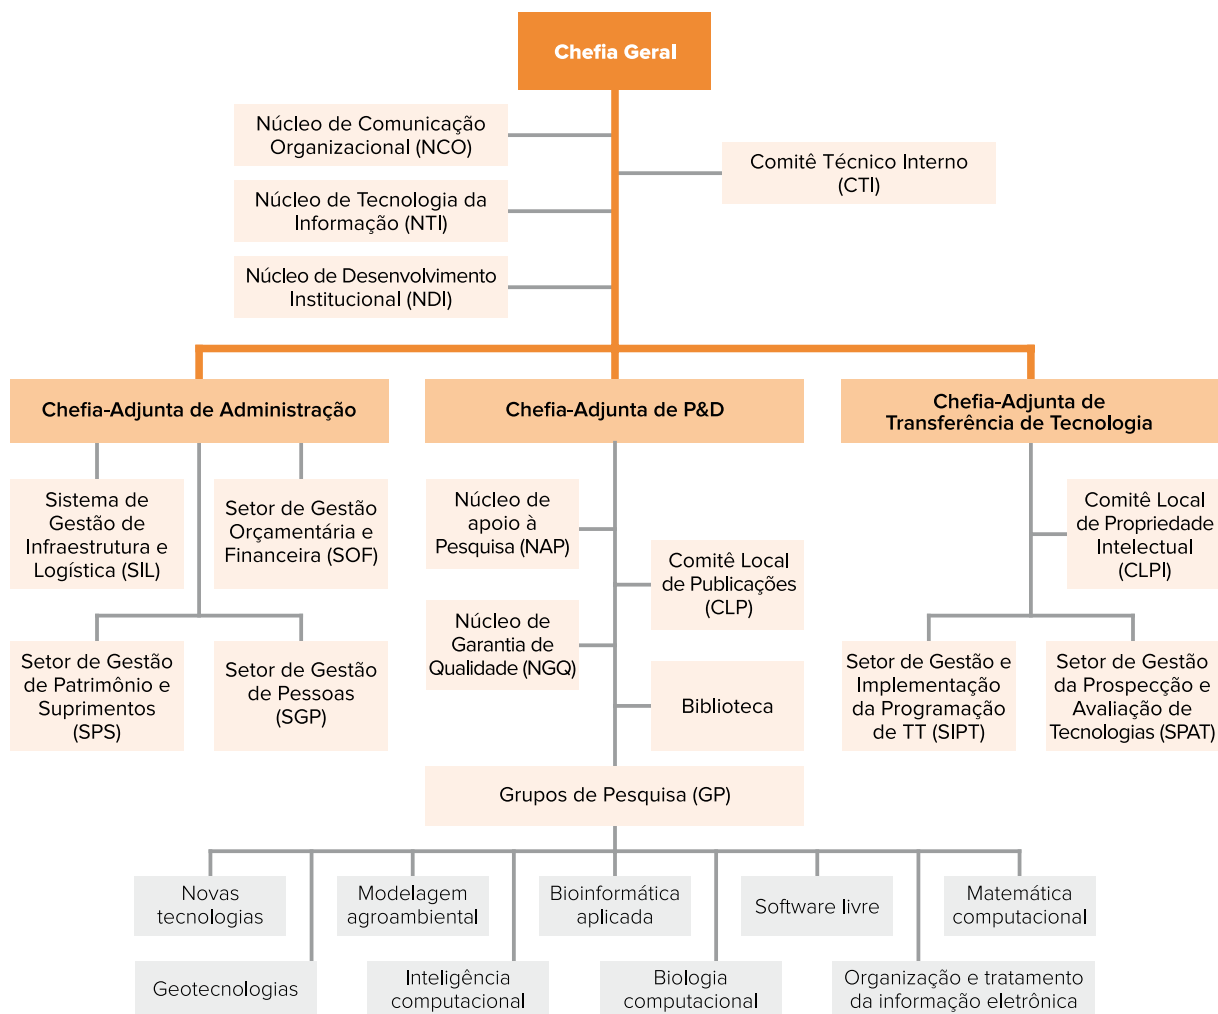 Chefia Geral
Núcleo de Comunicação
Organizacional (NCO)
Comitê Técnico Interno
(CTI)
Núcleo de Tecnologia da
Informação (NTI)
Núcleo de Desenvolvimento
Institucional (NDI)
Chefia-Adjunta de Administração
Chefia-Adjunta de P&D
Chefia-Adjunta de
Transferência de Tecnologia
Sistema de
Gestão de
Infraestrutura e
Logística (SIL)
Setor de Gestão
Orçamentária e
Financeira (SOF)
Setor de Gestão
de Patrimônio e
Suprimentos
(SPS)
Setor de Gestão
de Pessoas
(SGP)
Núcleo de
apoio à
Pesquisa (NAP)
Comitê Local
de Publicações
(CLP)
Núcleo de
Garantia de
Qualidade (NGQ)
Biblioteca
Comitê Local
de Propriedade
Intelectual
(CLPI)
Setor de Gestão e
Implementação
da Programação
de TT (SIPT)
Setor de Gestão
da Prospecção e
Avaliação de
Tecnologias (SPAT)
Grupos de Pesquisa (GP)
Novas
tecnologias
Modelagem
agroambiental
Bioinformática
aplicada
Software livre
Matemática
computacional
Geotecnologias
Inteligência
computacional
Biologia
computacional
Organização e tratamento
da informação eletrônica